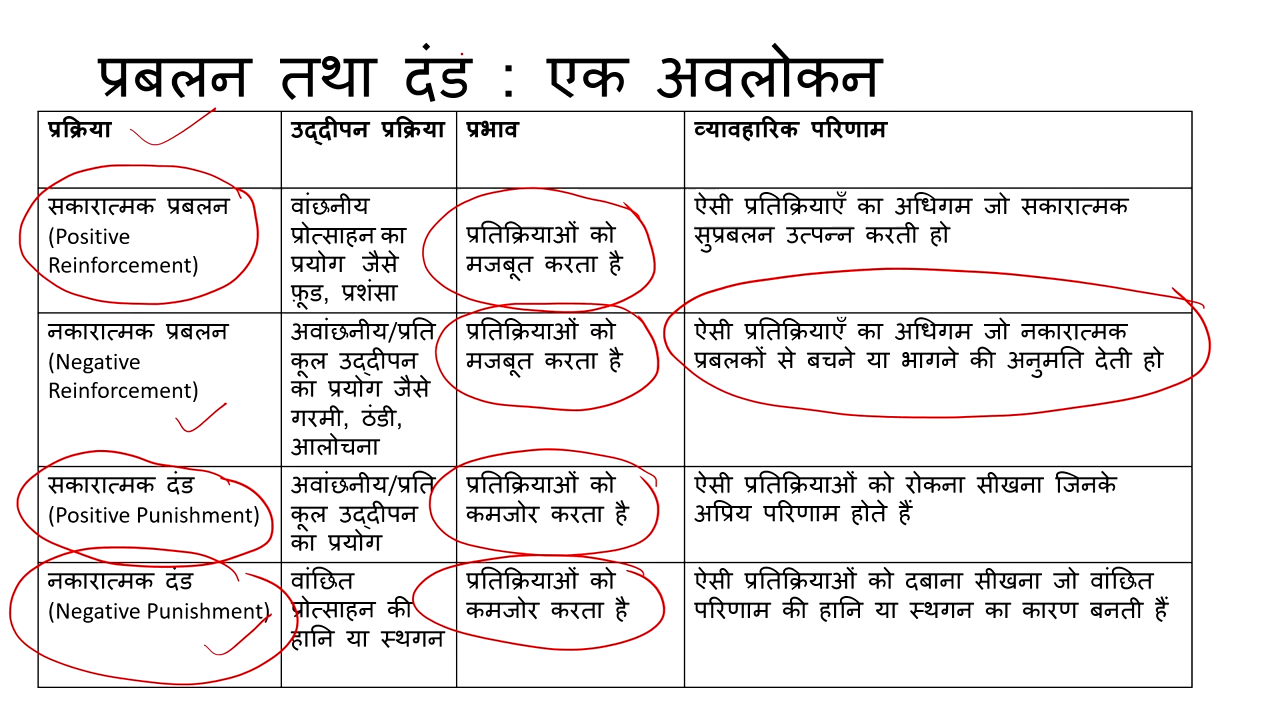 प्रबलन तथा दंड : एक अवलोकन
प्रक्रिया
उद्दीपन प्रक्रिया
प्रभाव
व्यावहारिक परिणाम
सकारात्मक प्रबलन
(Positive
Reinforcement)
वांछनीय
प्रोत्साहन का
प्रयोग जैसे
फ़ूड, प्रशंसा
प्रतिक्रियाओं को
मजबूत करता है
ऐसी प्रतिक्रियाएँ का अधिगम जो सकारात्मक
सुप्रबलन उत्पन्न करती हो
नकारात्मक प्रबलन
(Negative
Reinforcement)
अवांछनीय/प्रति
कूल उद्दीपन
का प्रयोग जैसे
गरमी, ठंडी,
आलोचना
प्रतिक्रियाओं को
मजबूत करता है
ऐसी प्रतिक्रियाएँ का अधिगम जो नकारात्मक
प्रबलकों से बचने या भागने की अनुमति देती हो
सकारात्मक दंड
(Positive Punishment)
अवांछनीय/प्रति
कूल उद्दीपन
का प्रयोग
प्रतिक्रियाओं को
कमजोर करता है
ऐसी प्रतिक्रियाओं को रोकना सीखना जिनके
अप्रिय परिणाम होते हैं
नकारात्मक दंड
(Negative Punishment)
वांछित
प्रोत्साहन की
हानि या स्थगन
प्रतिक्रियाओं को
कमजोर करता है
ऐसी प्रतिक्रियाओं को दबाना सीखना जो वांछित
परिणाम की हानि या स्थगन का कारण बनती हैं